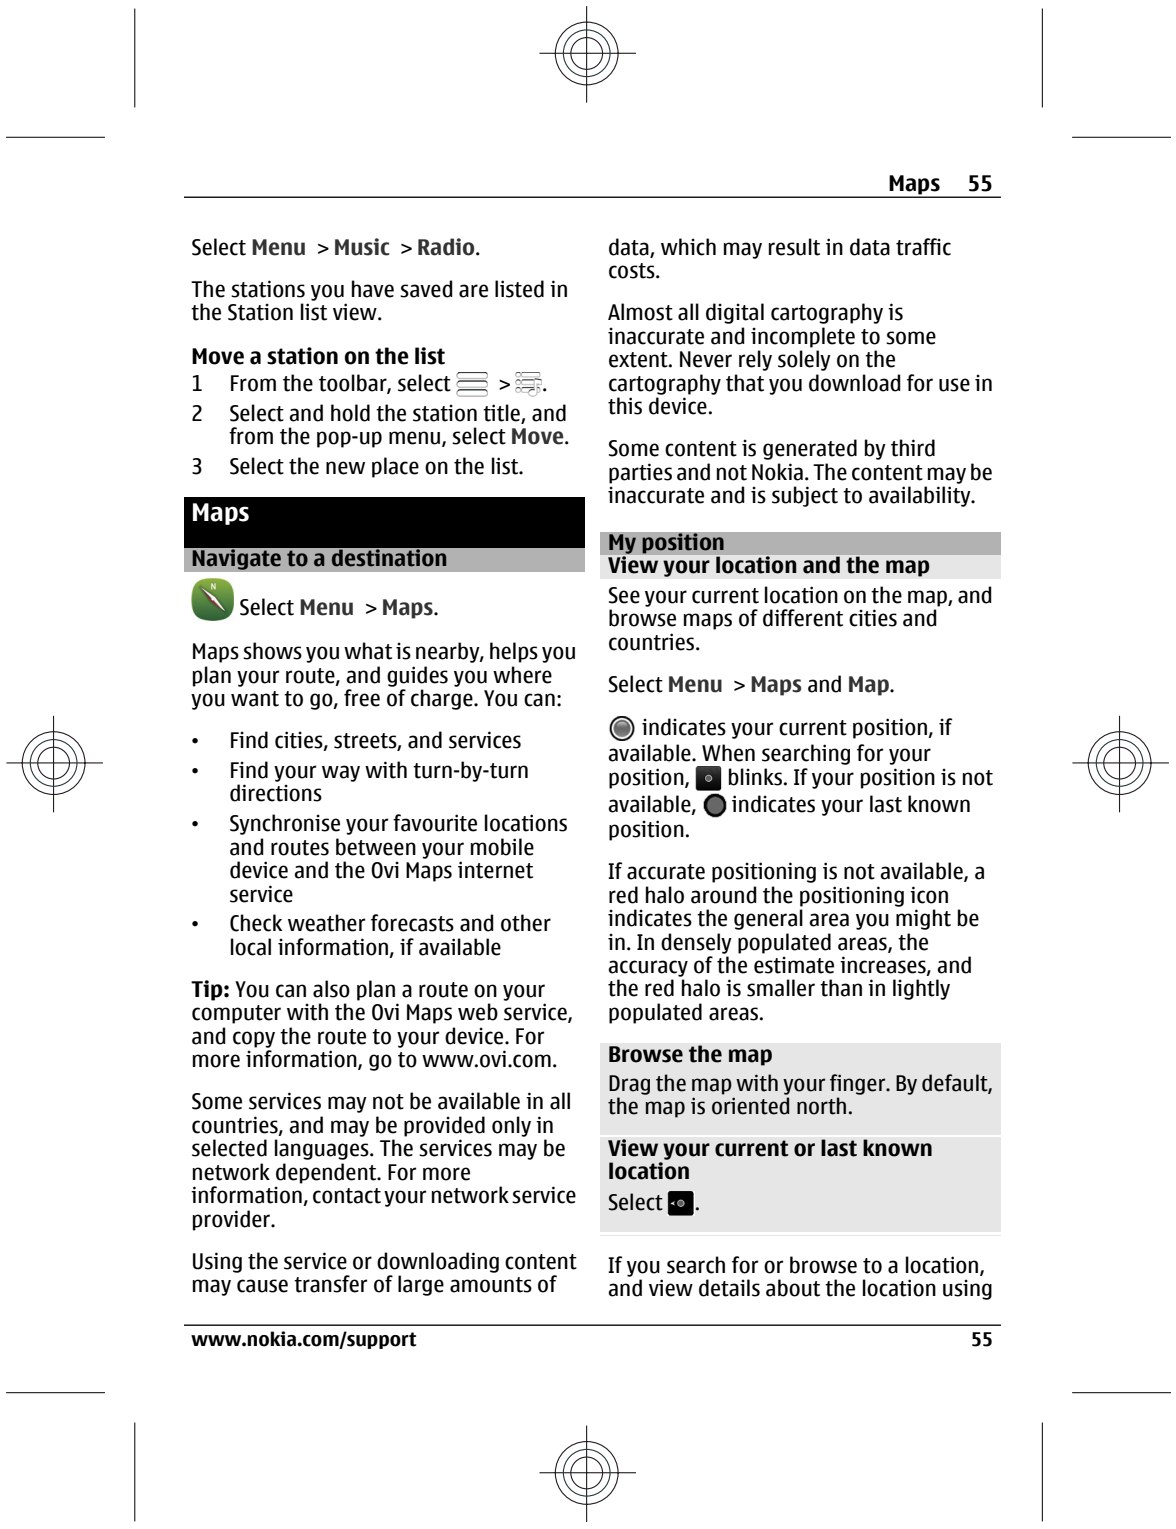 Maps 55
Select Menu > Music > Radio.
The stations you have saved are listed in
the Station list view.
Move a station on the list
1 From the toolbar, select > .
2 Select and hold the station title, and
from the pop-up menu, select Move.
3 Select the new place on the list.
Maps
Navigate to a destination
N
Select Menu > Maps.
Maps shows you what is nearby, helps you
plan your route, and guides you where
you want to go, free of charge. You can:
• Find cities, streets, and services
• Find your way with turn-by-turn
directions
• Synchronise your favourite locations
and routes between your mobile
device and the Ovi Maps internet
service
• Check weather forecasts and other
local information, if available
Tip: You can also plan a route on your
computer with the Ovi Maps web service,
and copy the route to your device. For
more information, go to www.ovi.com.
Some services may not be available in all
countries, and may be provided only in
selected languages. The services may be
network dependent. For more
information, contact your network service
provider.
Using the service or downloading content
may cause transfer of large amounts of
data, which may result in data traffic
costs.
Almost all digital cartography is
inaccurate and incomplete to some
extent. Never rely solely on the
cartography that you download for use in
this device.
Some content is generated by third
parties and not Nokia. The content may be
inaccurate and is subject to availability.
My position
View your location and the map
See your current location on the map, and
browse maps of different cities and
countries.
Select Menu > Maps and Map.
indicates your current position, if
available. When searching for your
position, blinks. If your position is not
available, indicates your last known
position.
If accurate positioning is not available, a
red halo around the positioning icon
indicates the general area you might be
in. In densely populated areas, the
accuracy of the estimate increases, and
the red halo is smaller than in lightly
populated areas.
Browse the map
Drag the map with your finger. By default,
the map is oriented north.
View your current or last known
location
Select .
If you search for or browse to a location,
and view details about the location using
www.nokia.com/support 55